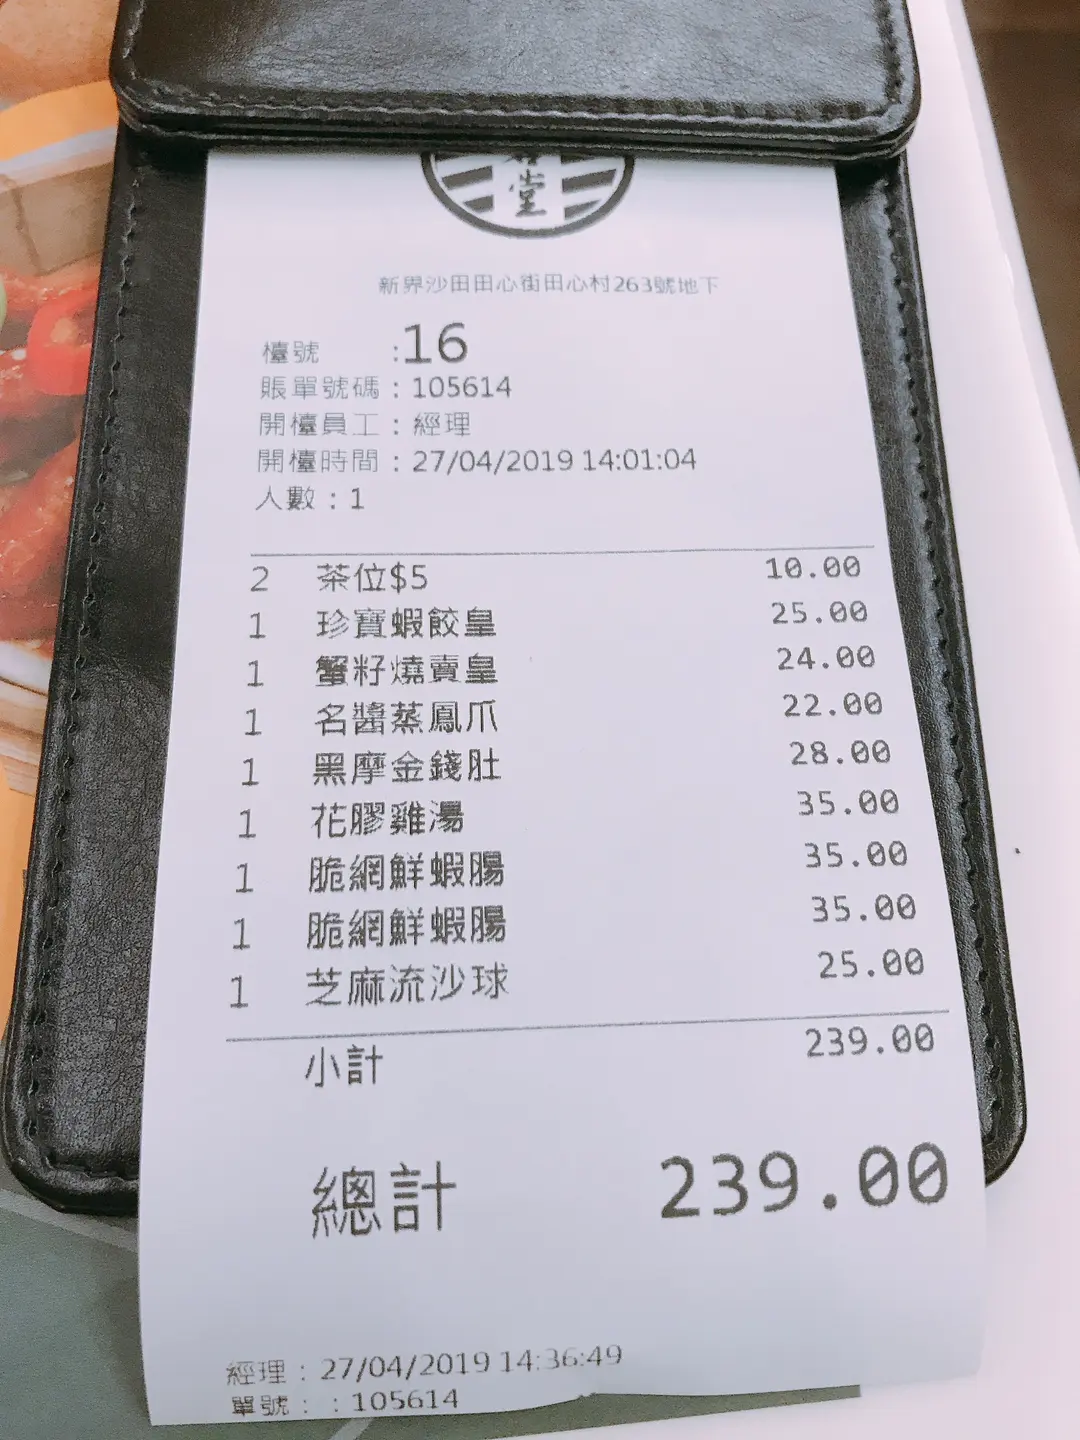 堂
新界沙田田心街田心村263號地下
檯號 :16
賬單號碼 : 105614
開檯員工 : 經理
開檯時間 : 27/04/2019 14:01:04
人數 : 1
2 茶位$5 10.00
1 珍寶蝦餃皇 25.00
1 蟹籽燒賣皇 24.00
1 名醬蒸鳳爪 22.00
1 黑摩金錢肚 28.00
1 花膠雞湯 35.00
1 脆網鮮蝦腸 35.00
1 脆網鮮蝦腸 35.00
1 芝麻流沙球 25.00
小計 239.00
總計 239.00
經理 : 27/04/2019 14:36:49
單號 : : 105614